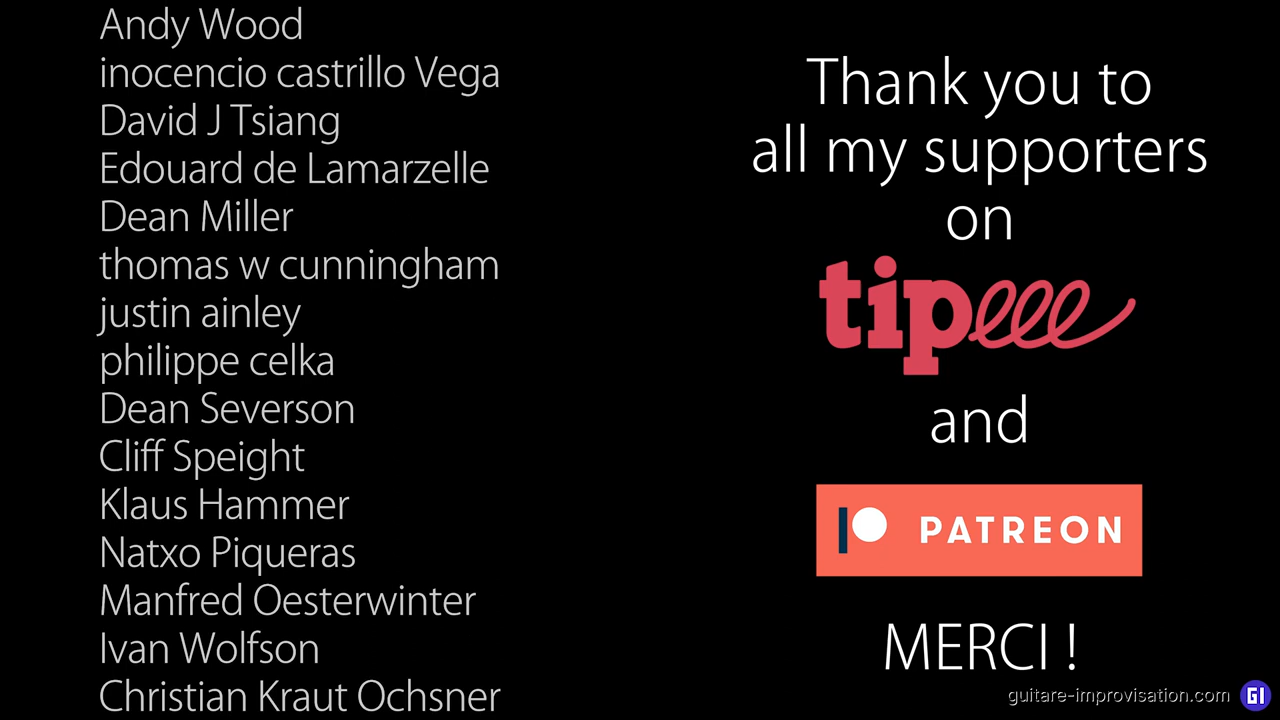 Andy Wood
inocencio castrillo Vega
David J Tsiang
Edouard de Lamarzelle
Dean Miller
thomas w cunningham
justin ainley
philippe celka
Dean Severson
Cliff Speight
Klaus Hammer
Natxo Piqueras
Manfred Oesterwinter
Ivan Wolfson
Christian Kraut Ochsner
Thank you to
all my supporters
on
tipeee
and
PATREON
MERCI !
guitare-improvisation.com GI